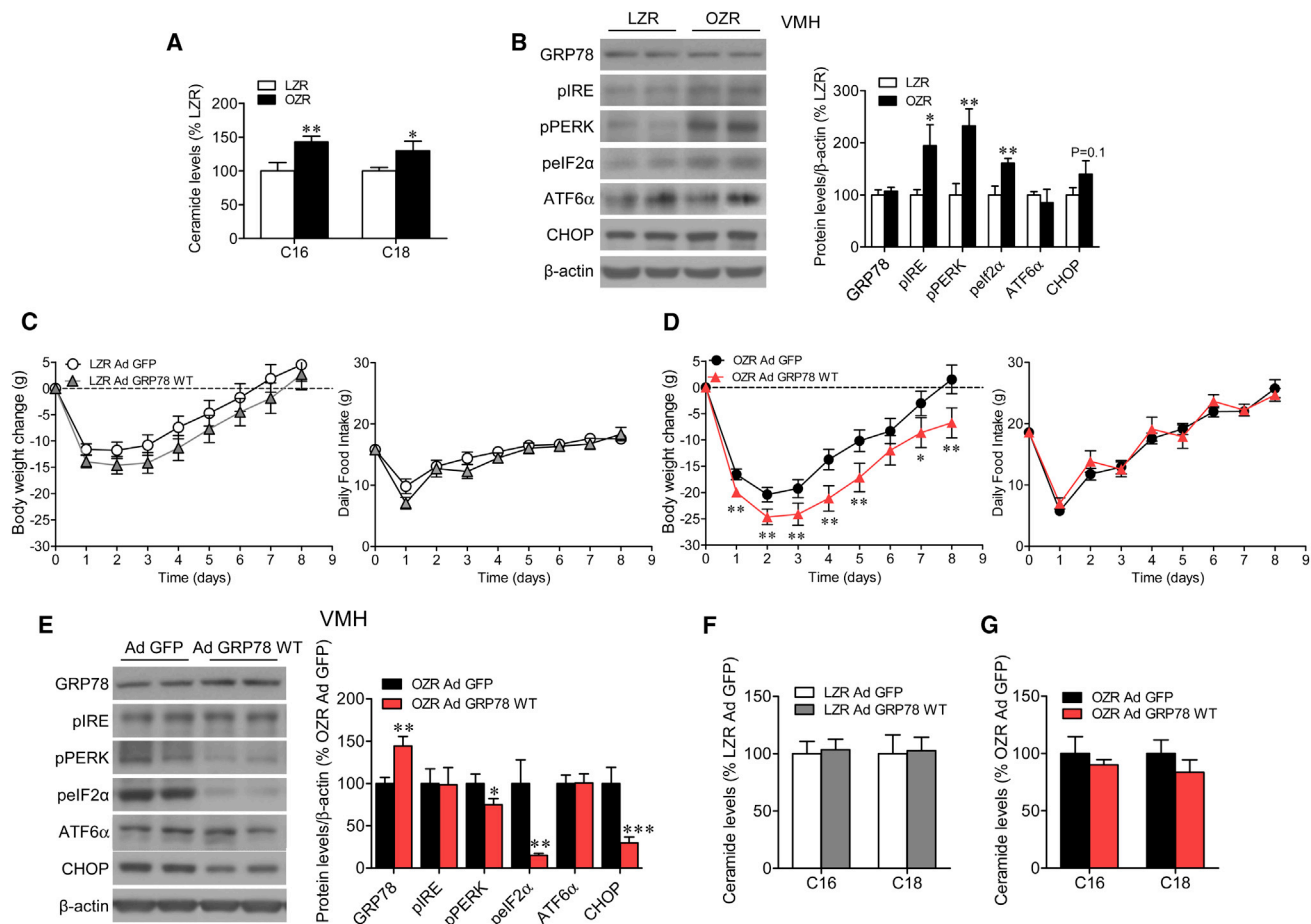 A
LZR
OZR
Ceramide levels (% LZR)
200
150
100
50
0
** *
C16 C18
B
LZR OZR VMH
GRP78
pIRE
pPERK
peIF2α
ATF6α
CHOP
β-actin
LZR
OZR
Protein levels/β-actin (% LZR)
300
200
100
0
* ** ** P=0.1
GRP78 pIRE pPERK peIf2α ATF6α CHOP
C
LZR Ad GFP
LZR Ad GRP78 WT
Body weight change (g)
5
0
-5
-10
-15
-20
-25
-30
0 1 2 3 4 5 6 7 8 9
Time (days)
Daily Food Intake (g)
30
20
10
0
0 1 2 3 4 5 6 7 8 9
Time (days)
D
OZR Ad GFP
OZR Ad GRP78 WT
Body weight change (g)
5
0
-5
-10
-15
-20
-25
-30
** ** ** ** ** * **
0 1 2 3 4 5 6 7 8 9
Time (days)
Daily Food Intake (g)
30
20
10
0
0 1 2 3 4 5 6 7 8 9
Time (days)
E
VMH
Ad GFP Ad GRP78 WT
GRP78
pIRE
pPERK
peIF2α
ATF6α
CHOP
β-actin
OZR Ad GFP
OZR Ad GRP78 WT
Protein levels/β-actin (% OZR Ad GFP)
200
150
100
50
0
** * ** ***
GRP78 pIRE pPERK peIF2α ATF6α CHOP
F
LZR Ad GFP
LZR Ad GRP78 WT
Ceramide levels (% LZR Ad GFP)
150
100
50
0
C16 C18
G
OZR Ad GFP
OZR Ad GRP78 WT
Ceramide levels (% OZR Ad GFP)
150
100
50
0
C16 C18